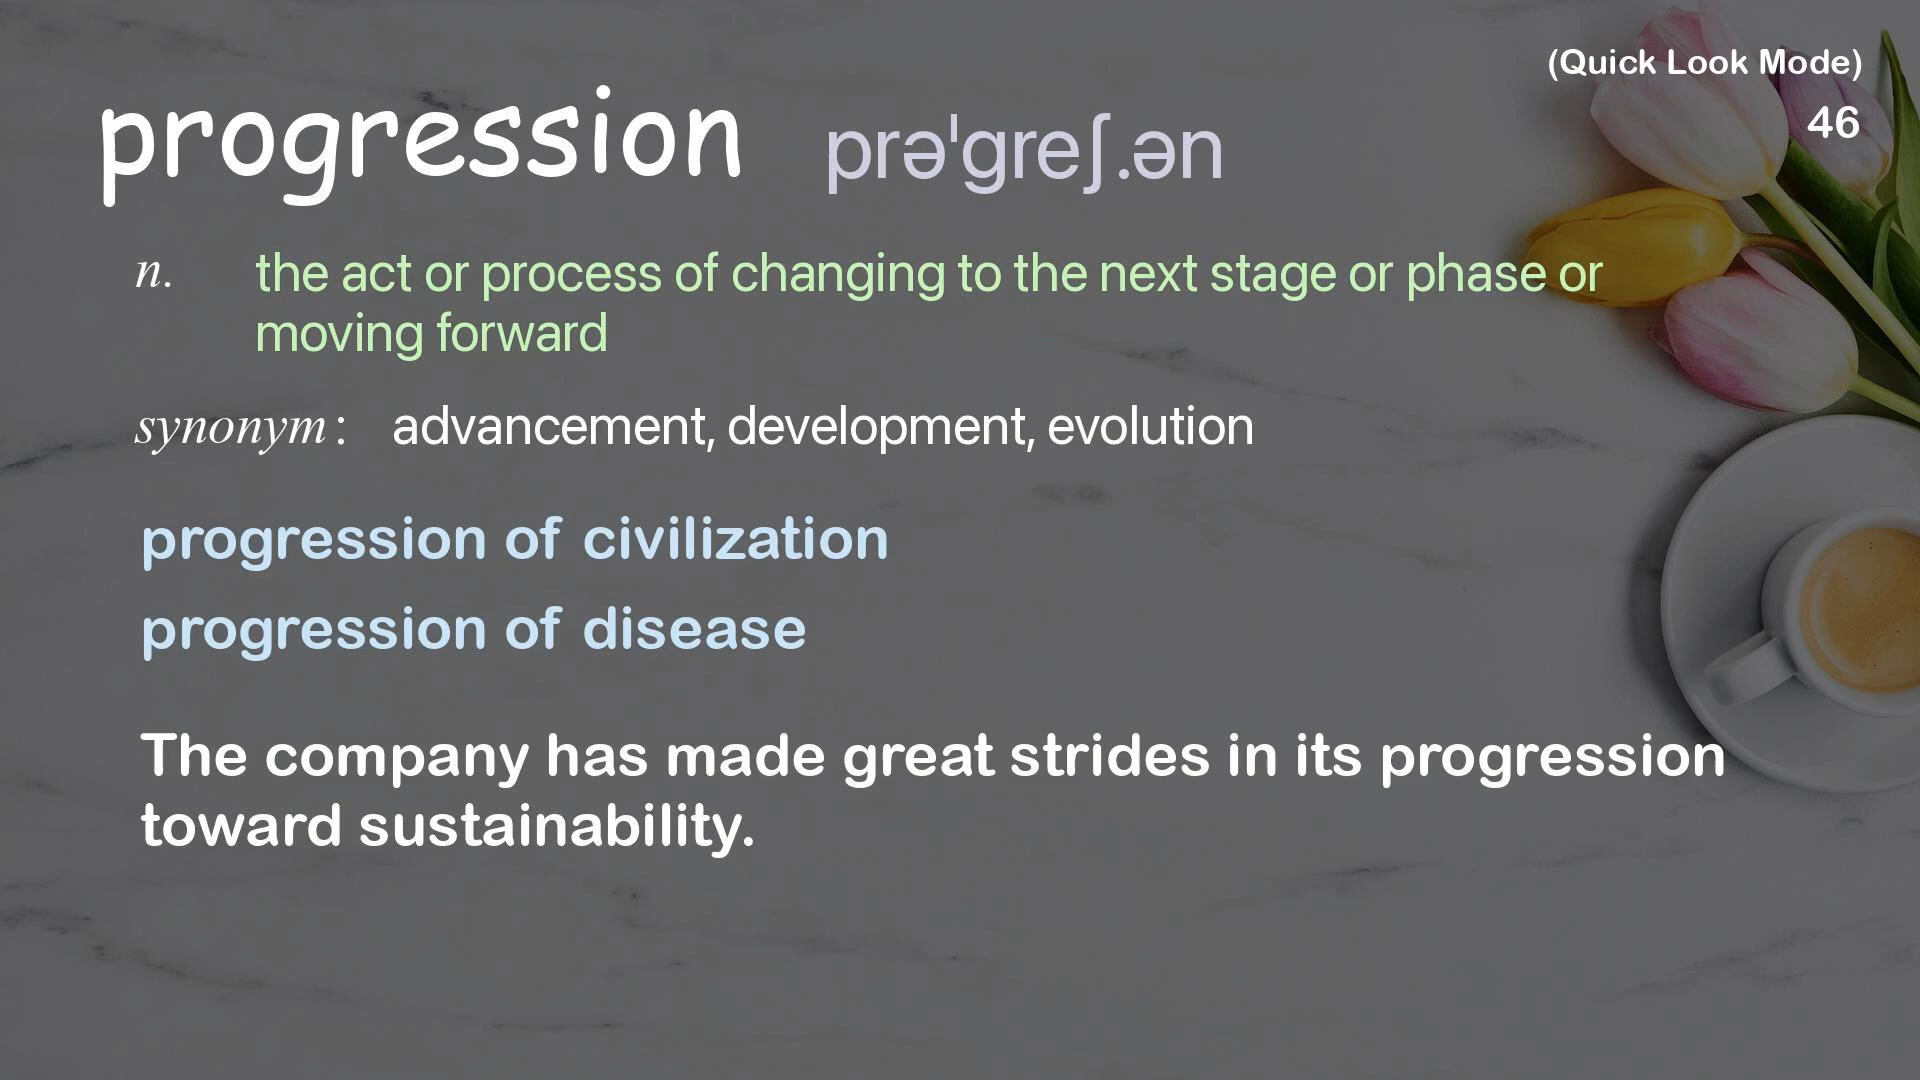 (Quick Look Mode)
46
progression prəˈgreʃ.ən
n. the act or process of changing to the next stage or phase or
moving forward
synonym : advancement, development, evolution
progression of civilization
progression of disease
The company has made great strides in its progression
toward sustainability.